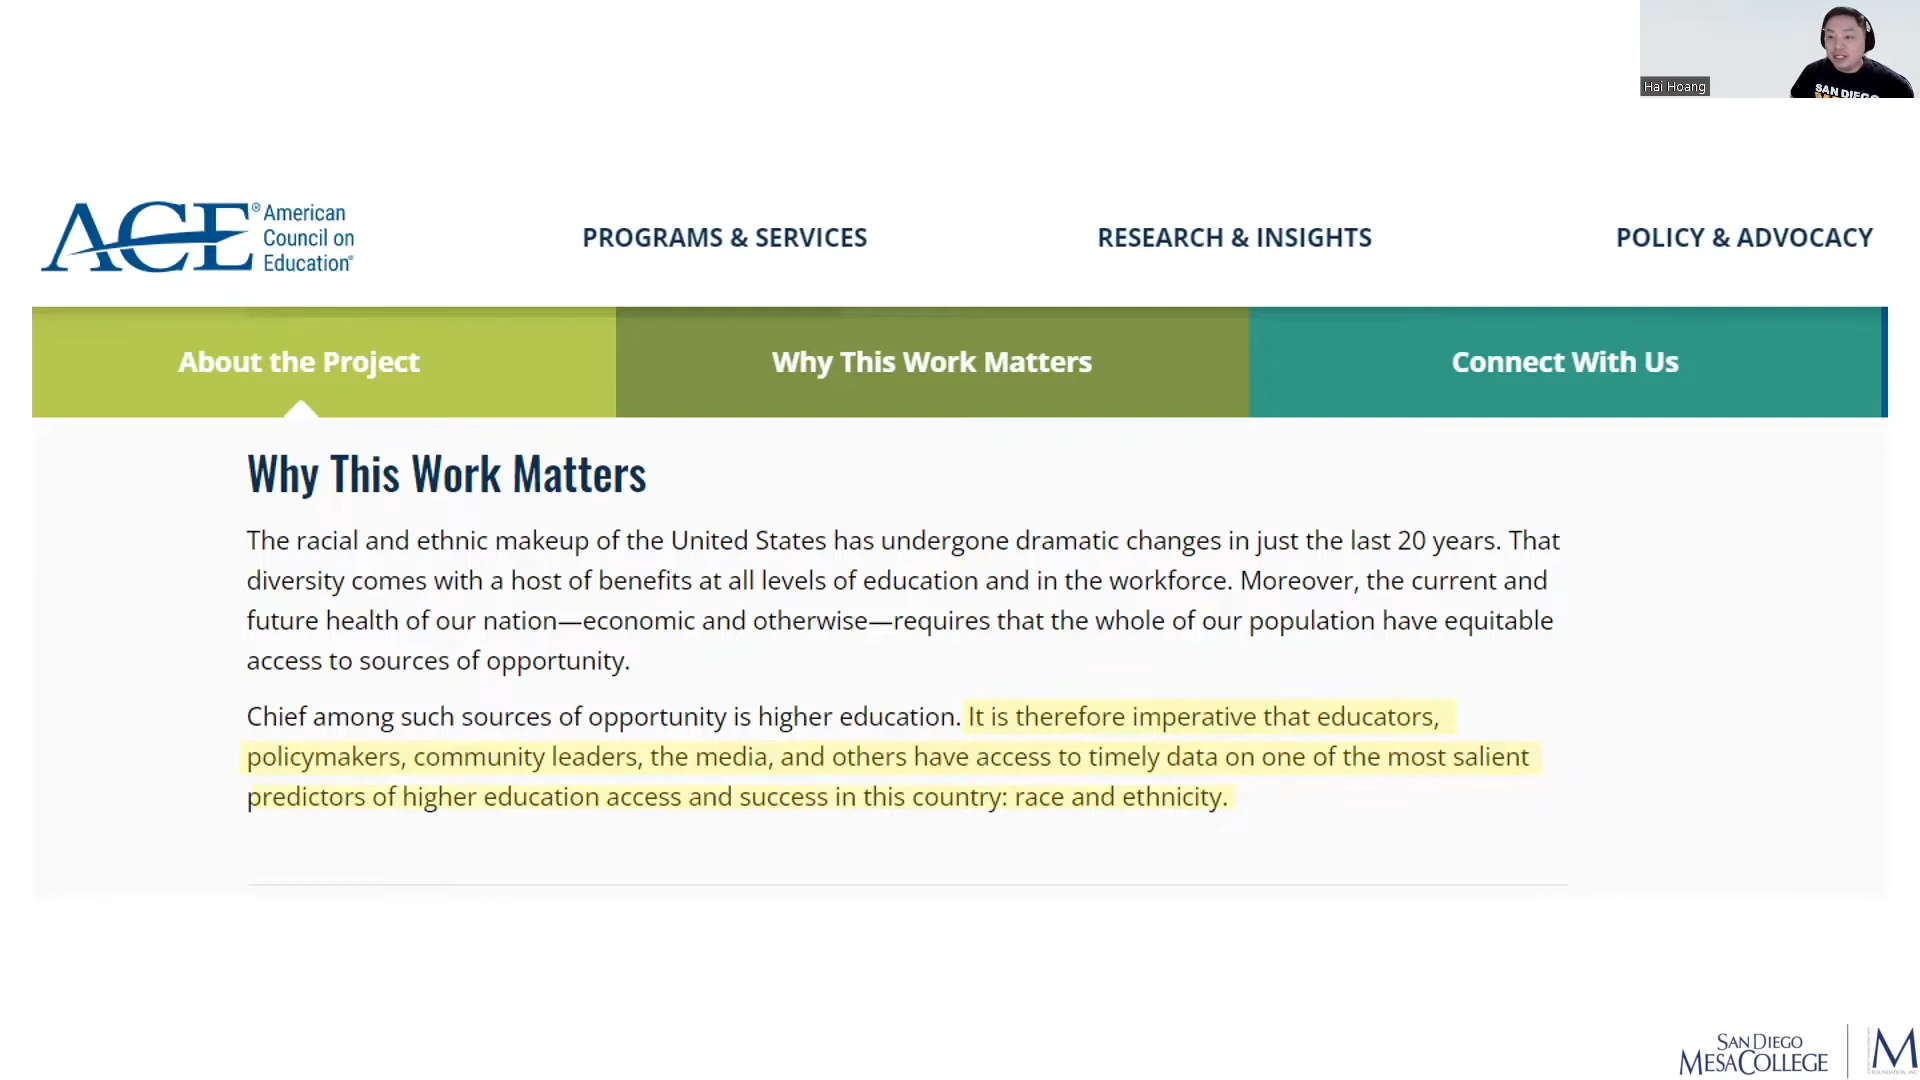 Hai Hoang
SAN DIEGO
ACE® American
Council on
Education®
PROGRAMS & SERVICES
RESEARCH & INSIGHTS
POLICY & ADVOCACY
About the Project
Why This Work Matters
Connect With Us
Why This Work Matters
The racial and ethnic makeup of the United States has undergone dramatic changes in just the last 20 years. That
diversity comes with a host of benefits at all levels of education and in the workforce. Moreover, the current and
future health of our nation—economic and otherwise—requires that the whole of our population have equitable
access to sources of opportunity.
Chief among such sources of opportunity is higher education. It is therefore imperative that educators,
policymakers, community leaders, the media, and others have access to timely data on one of the most salient
predictors of higher education access and success in this country: race and ethnicity.
SAN DIEGO
MESA COLLEGE
M